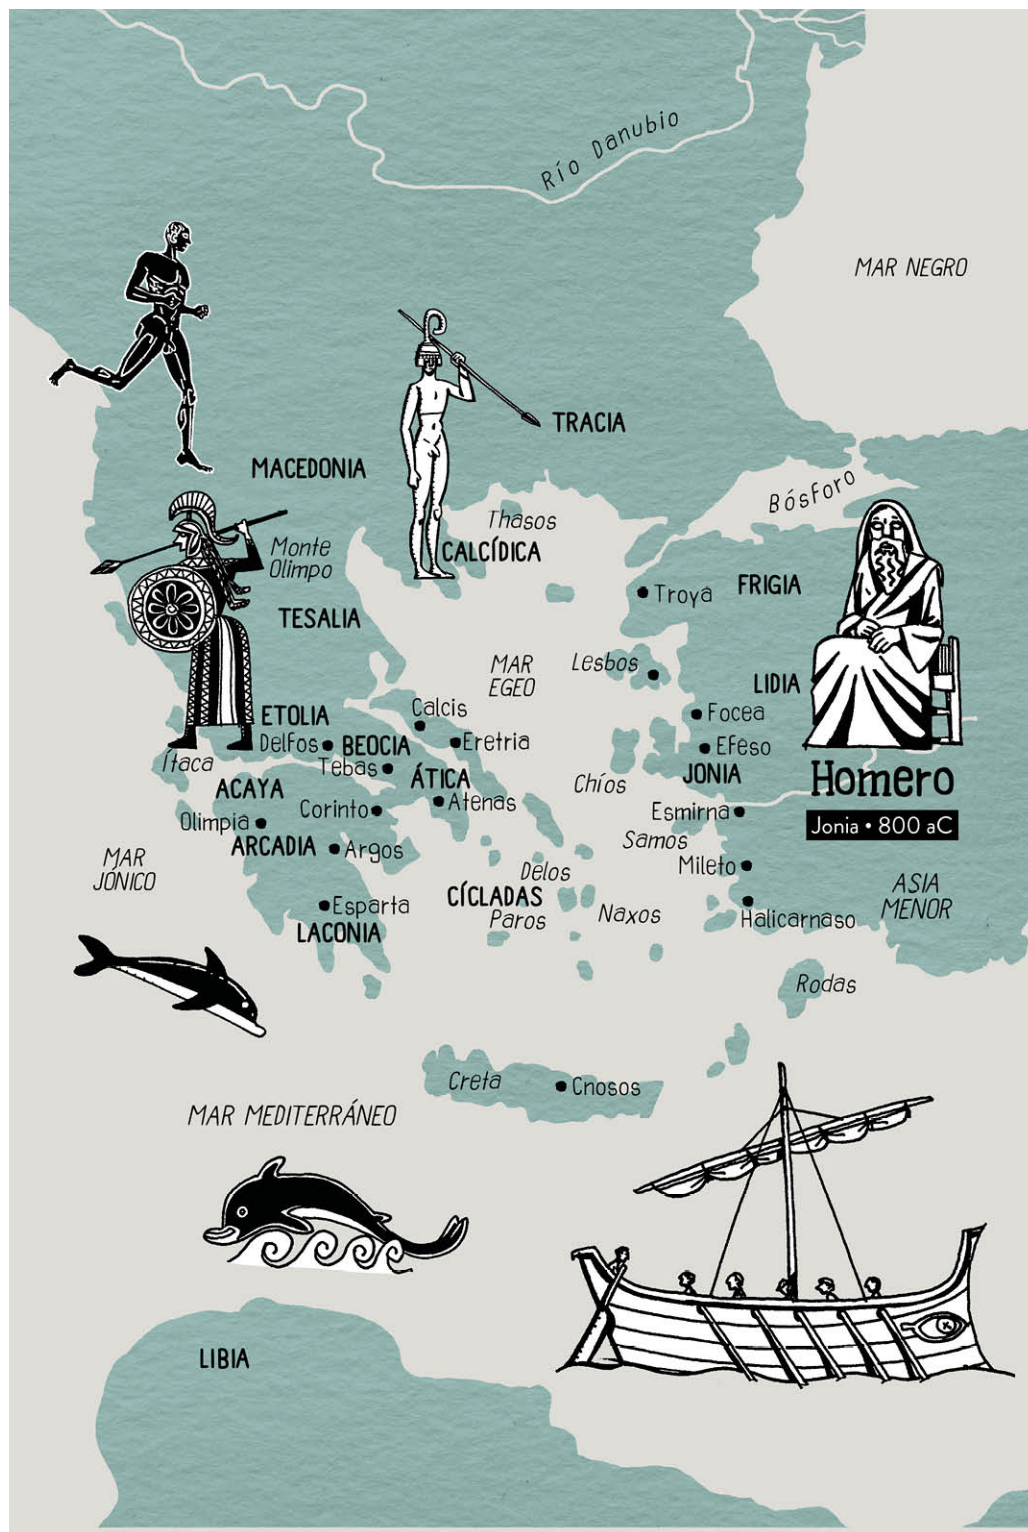 Río Danubio
MAR NEGRO
TRACIA
MACEDONIA
Bósforo
Thasos
CALCÍDICA
Monte
Olimpo
Troya
FRIGIA
TESALIA
MAR
EGEO
Lesbos
LIDIA
ETOLIA
Calcis
Focea
Delfos
BEOCIA
Eretria
Efeso
Ítaca
Tebas
ÁTICA
JONIA
Homero
Chíos
ACAYA
Corinto
Atenas
Esmirna
Jonia • 800 aC
Olimpia
Samos
ARCADIA
Argos
MAR
JÓNICO
Mileto
Delos
ASIA
MENOR
CÍCLADAS
Esparta
Paros
Naxos
Halicarnaso
LACONIA
Rodas
Creta
Cnosos
MAR MEDITERRÁNEO
LIBIA